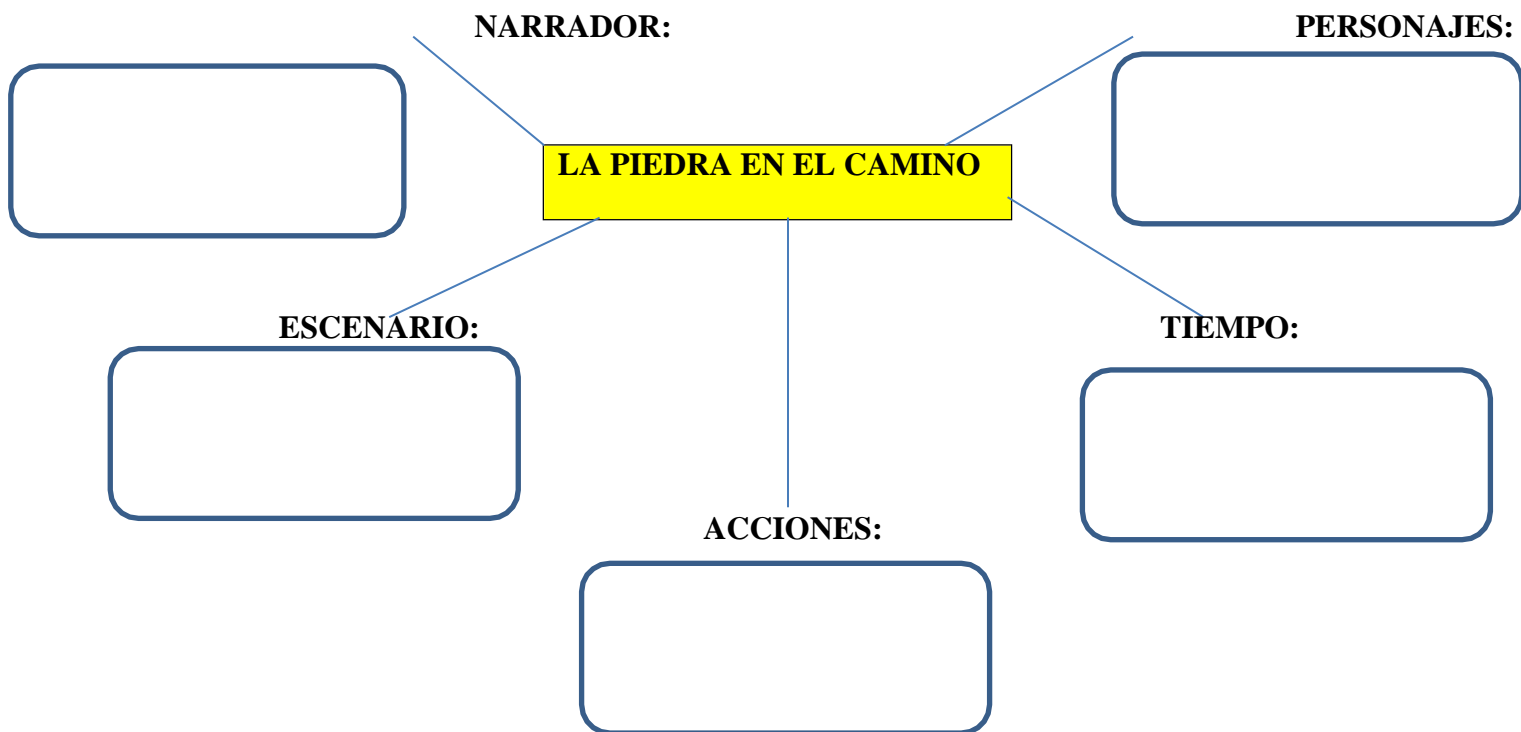 NARRADOR:
PERSONAJES:
LA PIEDRA EN EL CAMINO
ESCENARIO:
TIEMPO:
ACCIONES: